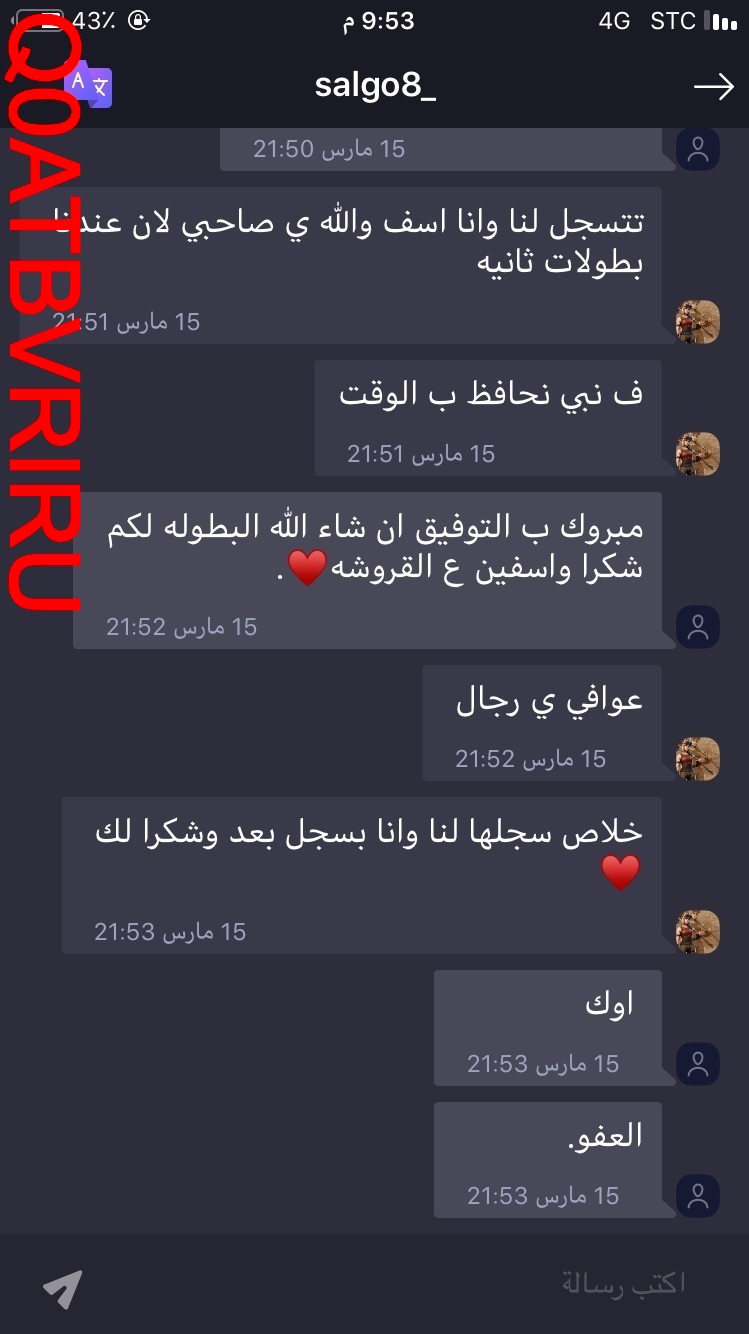 43٪
9:53 م
4G STC
salgo8_
Q0ATBVRIRU
15 مارس 21:50
تتسجل لنا وانا اسف والله ي صاحبي لان عندنا
بطولات ثانيه
15 مارس 21:51
ف نبي نحافظ ب الوقت
15 مارس 21:51
مبروك ب التوفيق ان شاء الله البطوله لكم
شكرا واسفين ع القروشه♥️.
15 مارس 21:52
عوافي ي رجال
15 مارس 21:52
خلاص سجلها لنا وانا بسجل بعد وشكرا لك
♥️
15 مارس 21:53
اوك
15 مارس 21:53
العفو.
15 مارس 21:53
اكتب رسالة